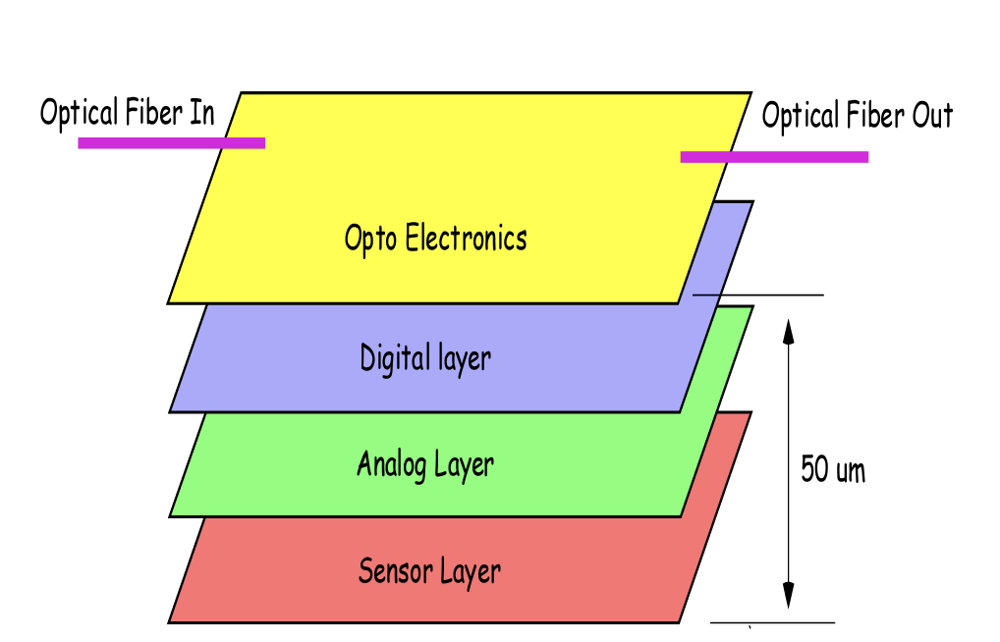 Optical Fiber In
Optical Fiber Out
Opto Electronics
Digital layer
Analog Layer
50 um
Sensor Layer